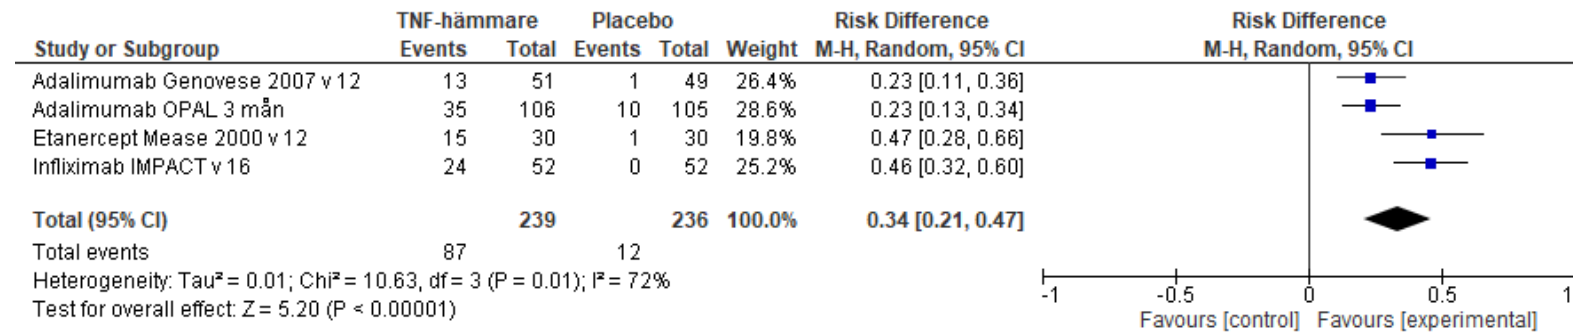 TNF-hämmare Placebo Risk Difference Risk Difference
Study or Subgroup Events Total Events Total Weight M-H, Random, 95% CI M-H, Random, 95% CI
Adalimumab Genovese 2007 v 12 13 51 1 49 26.4% 0.23 [0.11, 0.36]
Adalimumab OPAL 3 mån 35 106 10 105 28.6% 0.23 [0.13, 0.34]
Etanercept Mease 2000 v 12 15 30 1 30 19.8% 0.47 [0.28, 0.66]
Infliximab IMPACT v 16 24 52 0 52 25.2% 0.46 [0.32, 0.60]
Total (95% CI) 239 236 100.0% 0.34 [0.21, 0.47]
Total events 87 12
Heterogeneity: Tau² = 0.01; Chi² = 10.63, df = 3 (P = 0.01); I² = 72%
Test for overall effect: Z = 5.20 (P < 0.00001)
-1 -0.5 0 0.5 1
Favours [control] Favours [experimental]